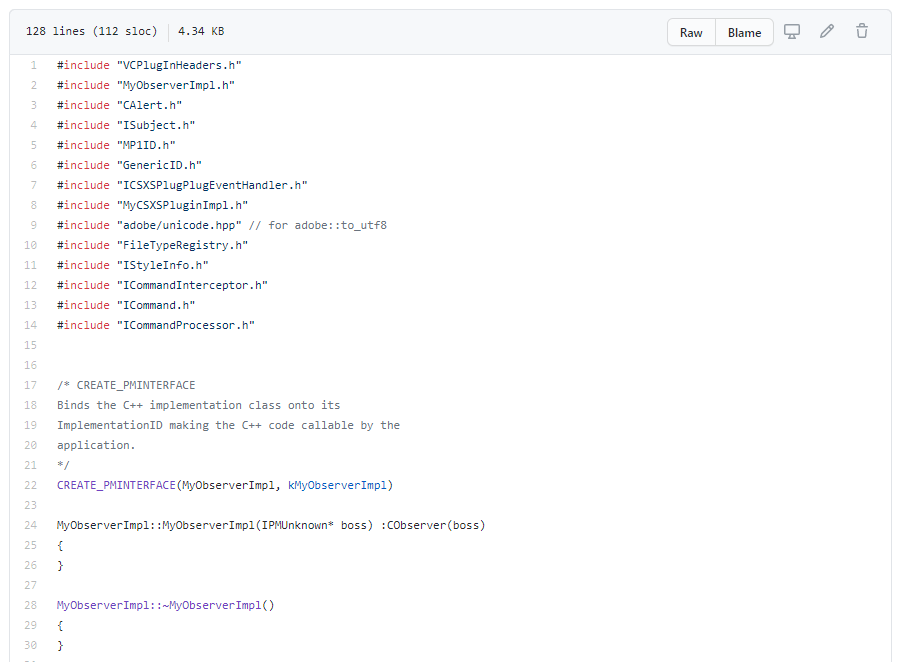 128 lines (112 sloc) 4.34 KB Raw Blame
1 #include "VCPlugInHeaders.h"
2 #include "MyObserverImpl.h"
3 #include "CAlert.h"
4 #include "ISubject.h"
5 #include "MP1ID.h"
6 #include "GenericID.h"
7 #include "ICSXSPlugPlugEventHandler.h"
8 #include "MyCSXSPluginImpl.h"
9 #include "adobe/unicode.hpp" // for adobe::to_utf8
10 #include "FileTypeRegistry.h"
11 #include "IStyleInfo.h"
12 #include "ICommandInterceptor.h"
13 #include "ICommand.h"
14 #include "ICommandProcessor.h"
15
16
17 /* CREATE_PMINTERFACE
18 Binds the C++ implementation class onto its
19 ImplementationID making the C++ code callable by the
20 application.
21 */
22 CREATE_PMINTERFACE(MyObserverImpl, kMyObserverImpl)
23
24 MyObserverImpl::MyObserverImpl(IPMUnknown* boss) :CObserver(boss)
25 {
26 }
27
28 MyObserverImpl::~MyObserverImpl()
29 {
30 }